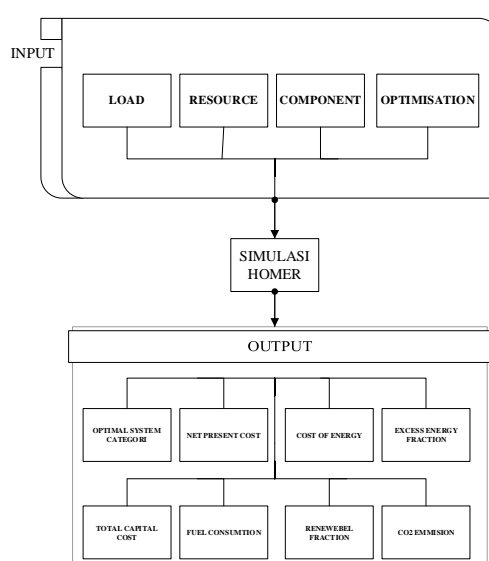 INPUT
LOAD
RESOURCE
COMPONENT
OPTIMISATION
SIMULASI
HOMER
OUTPUT
OPTIMAL SYSTEM
CATEGORI
NET PRESENT COST
COST OF ENERGY
EXCESS ENERGY
FRACTION
TOTAL CAPITAL
COST
FUEL CONSUMTION
RENEWEBEL
FRACTION
CO2 EMMISION